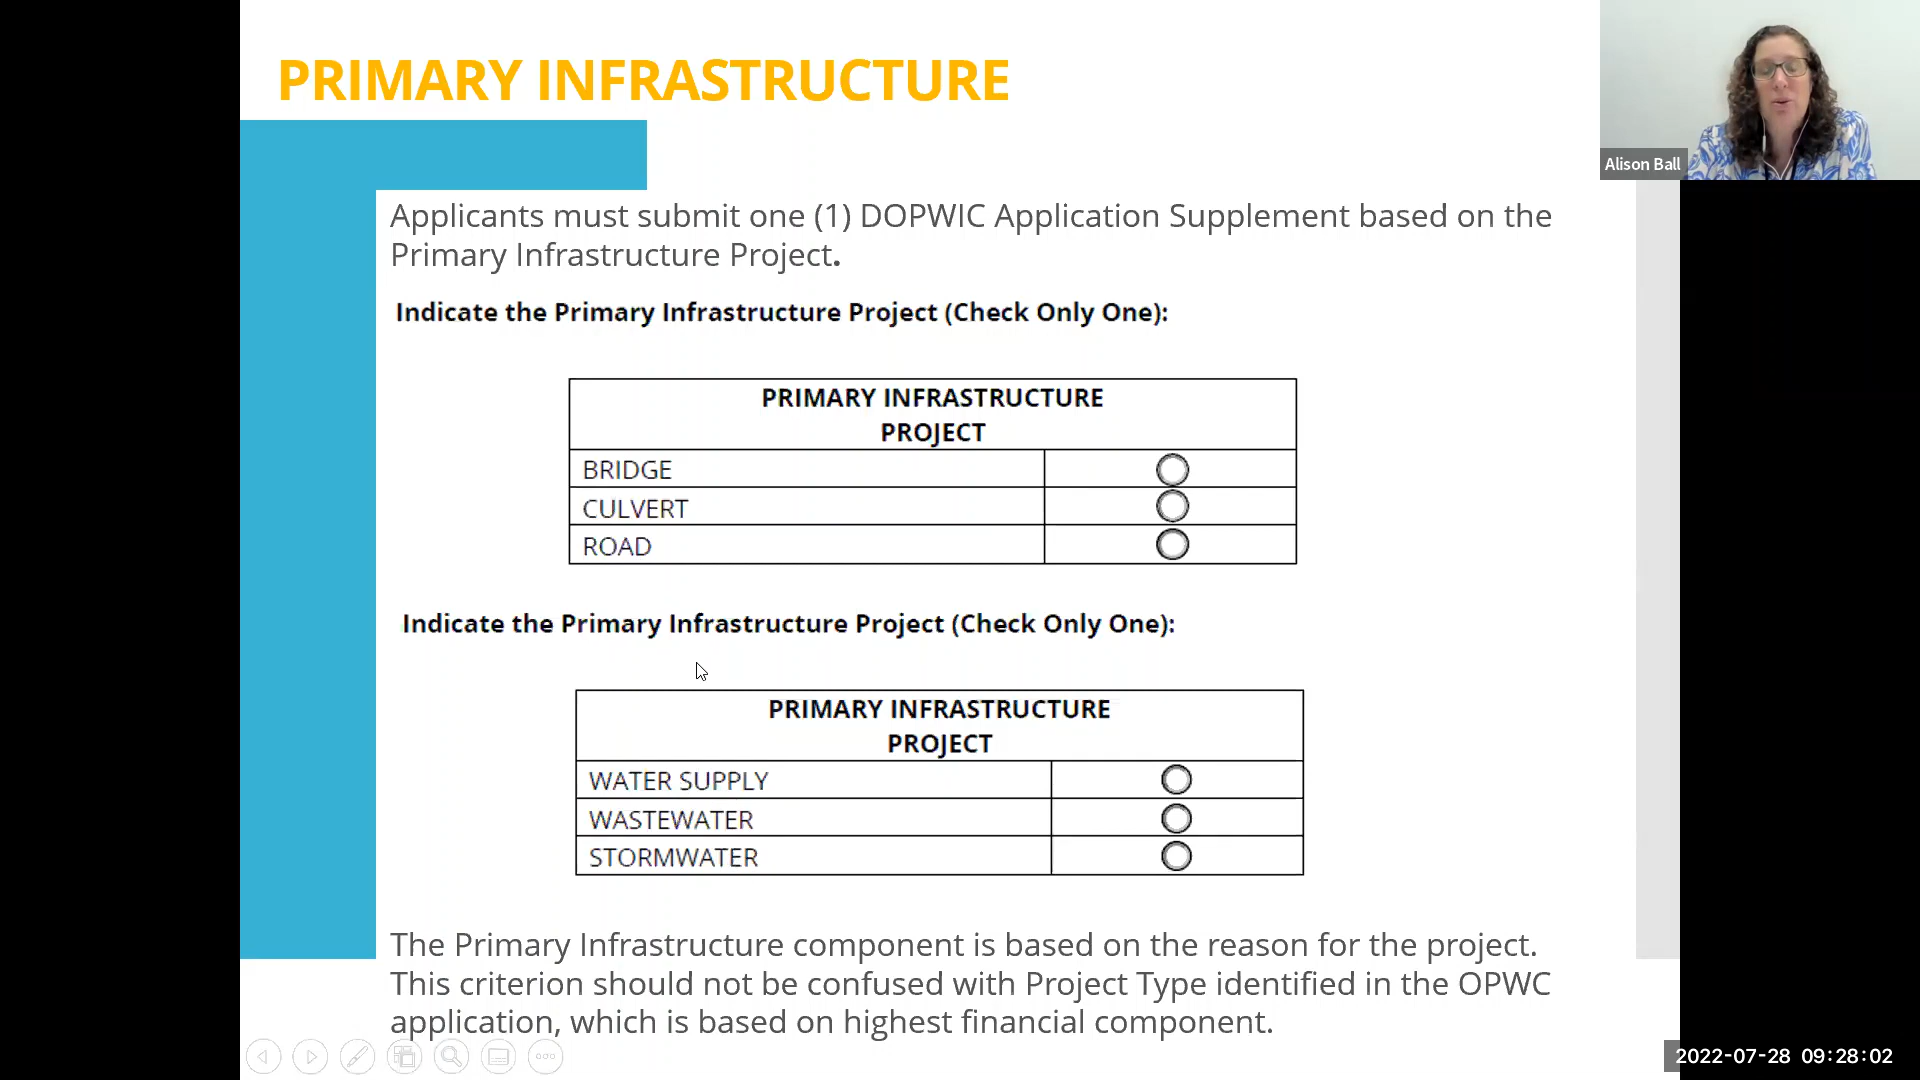 PRIMARY INFRASTRUCTURE
Alison Ball
Applicants must submit one (1) DOPWIC Application Supplement based on the
Primary Infrastructure Project.
Indicate the Primary Infrastructure Project (Check Only One):
PRIMARY INFRASTRUCTURE
PROJECT
BRIDGE
CULVERT
ROAD
Indicate the Primary Infrastructure Project (Check Only One):
PRIMARY INFRASTRUCTURE
PROJECT
WATER SUPPLY
WASTEWATER
STORMWATER
The Primary Infrastructure component is based on the reason for the project.
This criterion should not be confused with Project Type identified in the OPWC
application, which is based on highest financial component.
2022-07-28 09:28:02